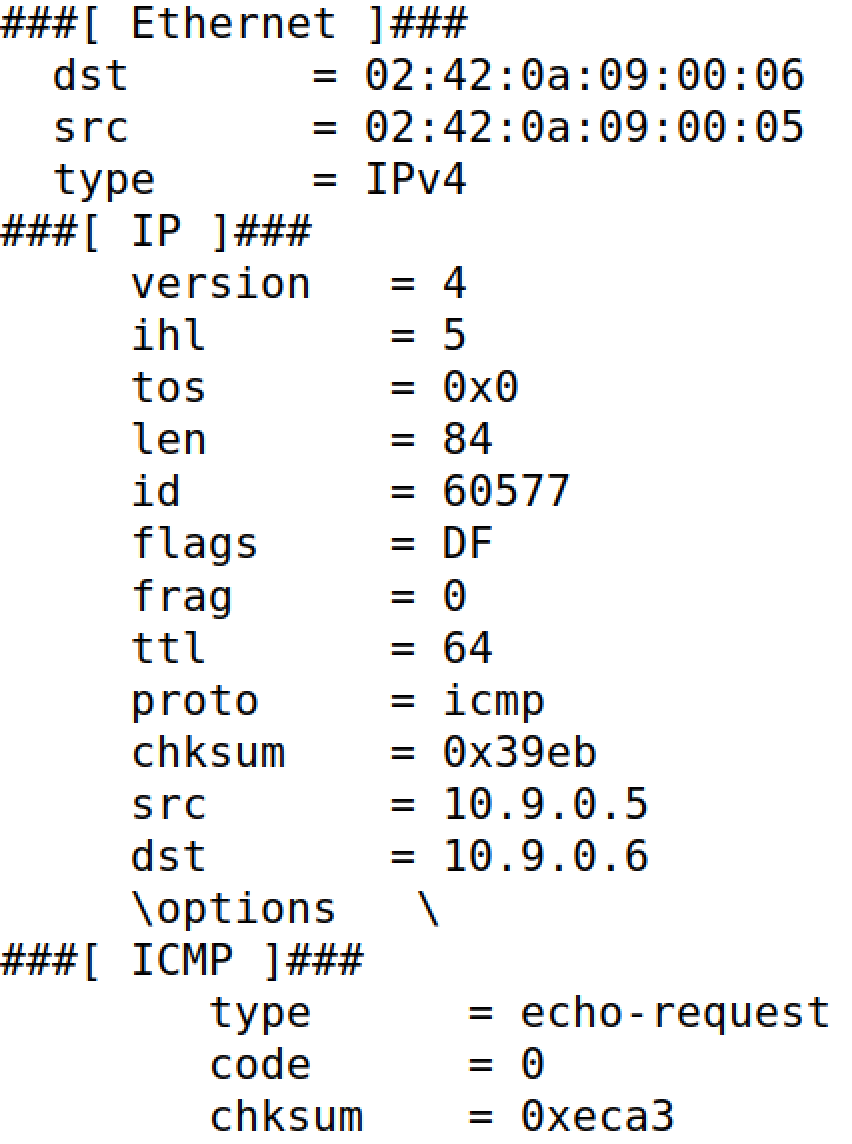 ###[ Ethernet ]###
  dst       = 02:42:0a:09:00:06
  src       = 02:42:0a:09:00:05
  type      = IPv4
###[ IP ]###
     version   = 4
     ihl       = 5
     tos       = 0x0
     len       = 84
     id        = 60577
     flags     = DF
     frag      = 0
     ttl       = 64
     proto     = icmp
     chksum    = 0x39eb
     src       = 10.9.0.5
     dst       = 10.9.0.6
     \options   \
###[ ICMP ]###
        type      = echo-request
        code      = 0
        chksum    = 0xeca3